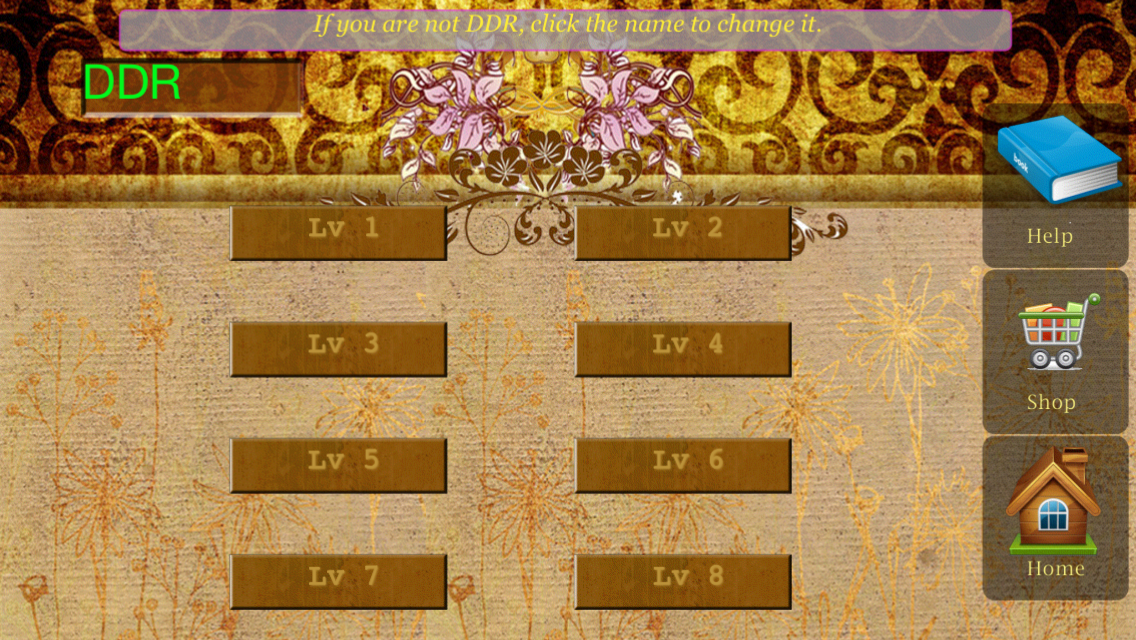 If you are not DDR, click the name to change it.
DDR
Lv 1
Lv 2
Lv 3
Lv 4
Lv 5
Lv 6
Lv 7
Lv 8
Book
Help
Shop
Home